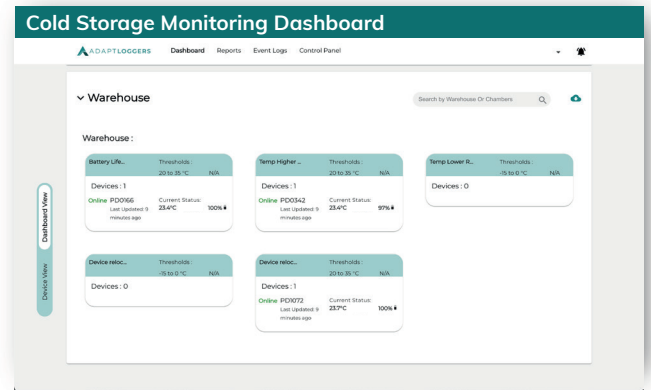 Cold Storage Monitoring Dashboard
ADAPTLOGGERS Dashboard Reports Event Logs Control Panel
Warehouse
Search by Warehouse Or Chambers
Warehouse :
Battery Life... Thresholds :
20 to 35 °C N/A
Devices : 1
Online PD0166 Current Status:
Last Updated: 9 minutes ago 23.4°C 100%
Temp Higher ... Thresholds :
20 to 35 °C N/A
Devices : 1
Online PD0342 Current Status:
Last Updated: 9 minutes ago 23.4°C 97%
Temp Lower R... Thresholds :
-15 to 0 °C N/A
Devices : 0
Device reloc... Thresholds :
-15 to 0 °C N/A
Devices : 0
Device reloc... Thresholds :
20 to 35 °C N/A
Devices : 1
Online PD1072 Current Status:
Last Updated: 9 minutes ago 23.7°C 100%
Dashboard View
Device View